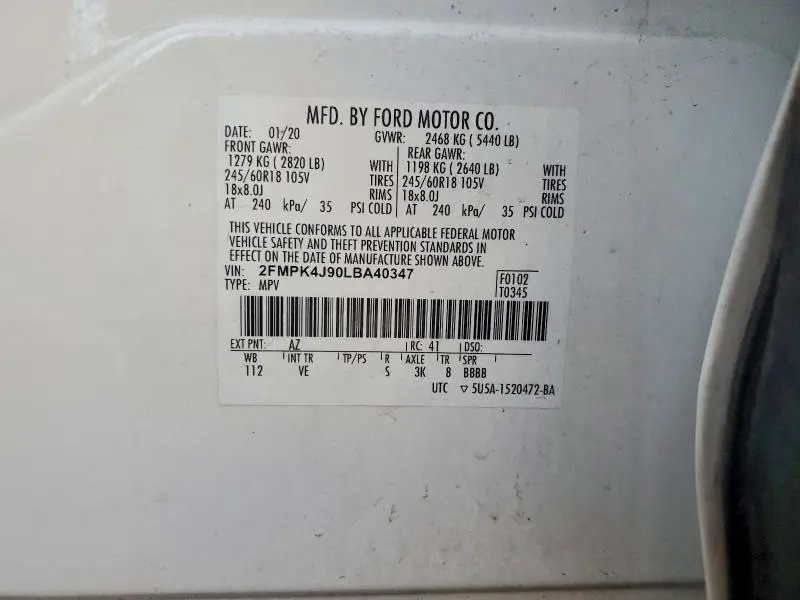 MFD. BY FORD MOTOR CO.
DATE: 01/20 GVWR: 2468 KG ( 5440 LB)
FRONT GAWR: REAR GAWR:
1279 KG ( 2820 LB) WITH 1198 KG ( 2640 LB) WITH
245/60R18 105V TIRES 245/60R18 105V TIRES
18x8.0J RIMS 18x8.0J RIMS
AT 240 kPa/ 35 PSI COLD AT 240 kPa/ 35 PSI COLD
THIS VEHICLE CONFORMS TO ALL APPLICABLE FEDERAL MOTOR
VEHICLE SAFETY AND THEFT PREVENTION STANDARDS IN
EFFECT ON THE DATE OF MANUFACTURE SHOWN ABOVE.
VIN: 2FMPK4J90LBA40347 F0102
TYPE: MPV T0345
EXT PNT: AZ RC: 41 DSO:
WB INT TR TP/PS R AXLE TR SPR
112 VE S 3K 8 BBBB
UTC ▽ 5U5A-1520472-BA